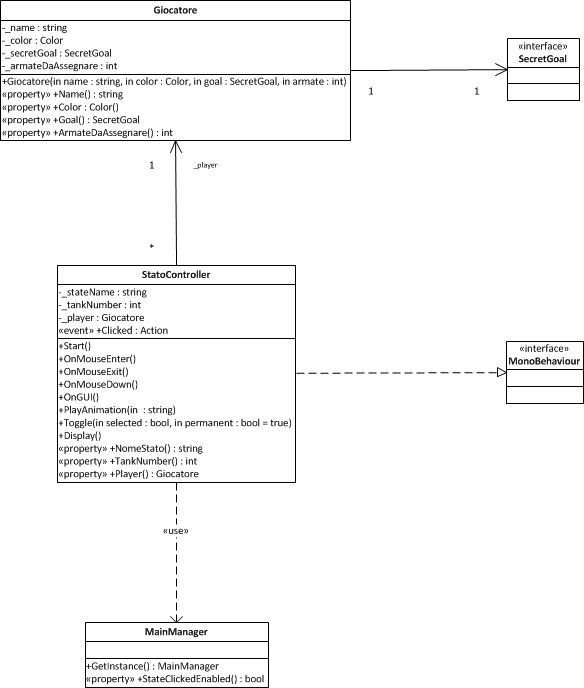 Giocatore
-_name : string
-_color : Color
-_secretGoal : SecretGoal
-_armateDaAssegnare : int
+Giocatore(in name : string, in color : Color, in goal : SecretGoal, in armate : int)
«property» +Name() : string
«property» +Color : Color()
«property» +Goal() : SecretGoal
«property» +ArmateDaAssegnare() : int
«interface»
SecretGoal
1
1
1
_player
*
StatoController
-_stateName : string
-_tankNumber : int
-_player : Giocatore
«event» +Clicked : Action
+Start()
+OnMouseEnter()
+OnMouseExit()
+OnMouseDown()
+OnGUI()
+PlayAnimation(in  : string)
+Toggle(in selected : bool, in permanent : bool = true)
+Display()
«property» +NomeStato() : string
«property» +TankNumber() : int
«property» +Player() : Giocatore
«interface»
MonoBehaviour
«use»
MainManager
+GetInstance() : MainManager
«property» +StateClickedEnabled() : bool